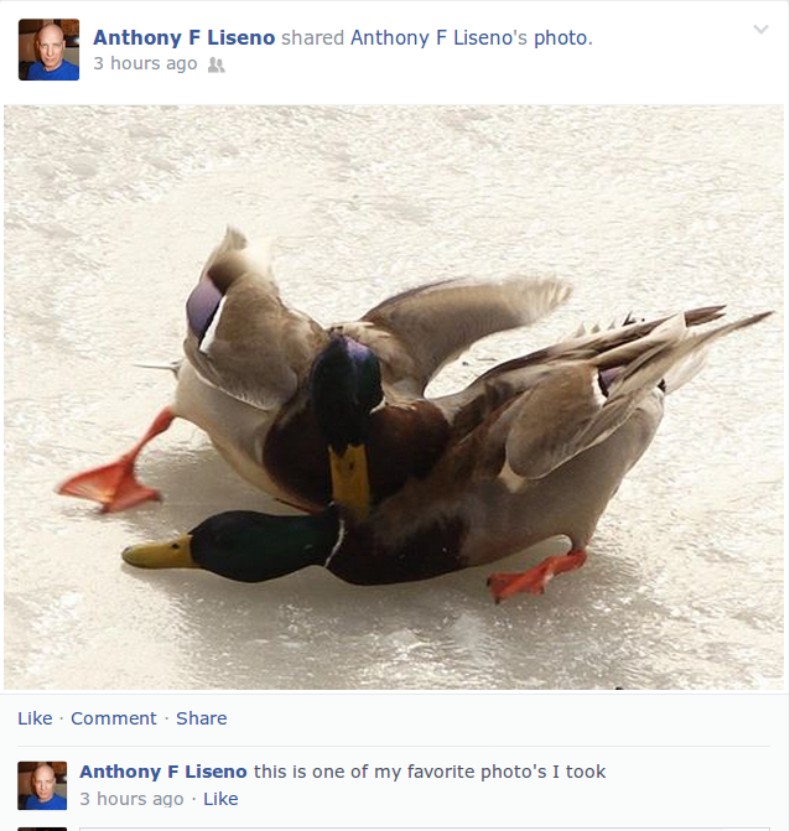 Anthony F Liseno shared Anthony F Liseno's photo.
3 hours ago
Like · Comment · Share
Anthony F Liseno this is one of my favorite photo's I took
3 hours ago · Like